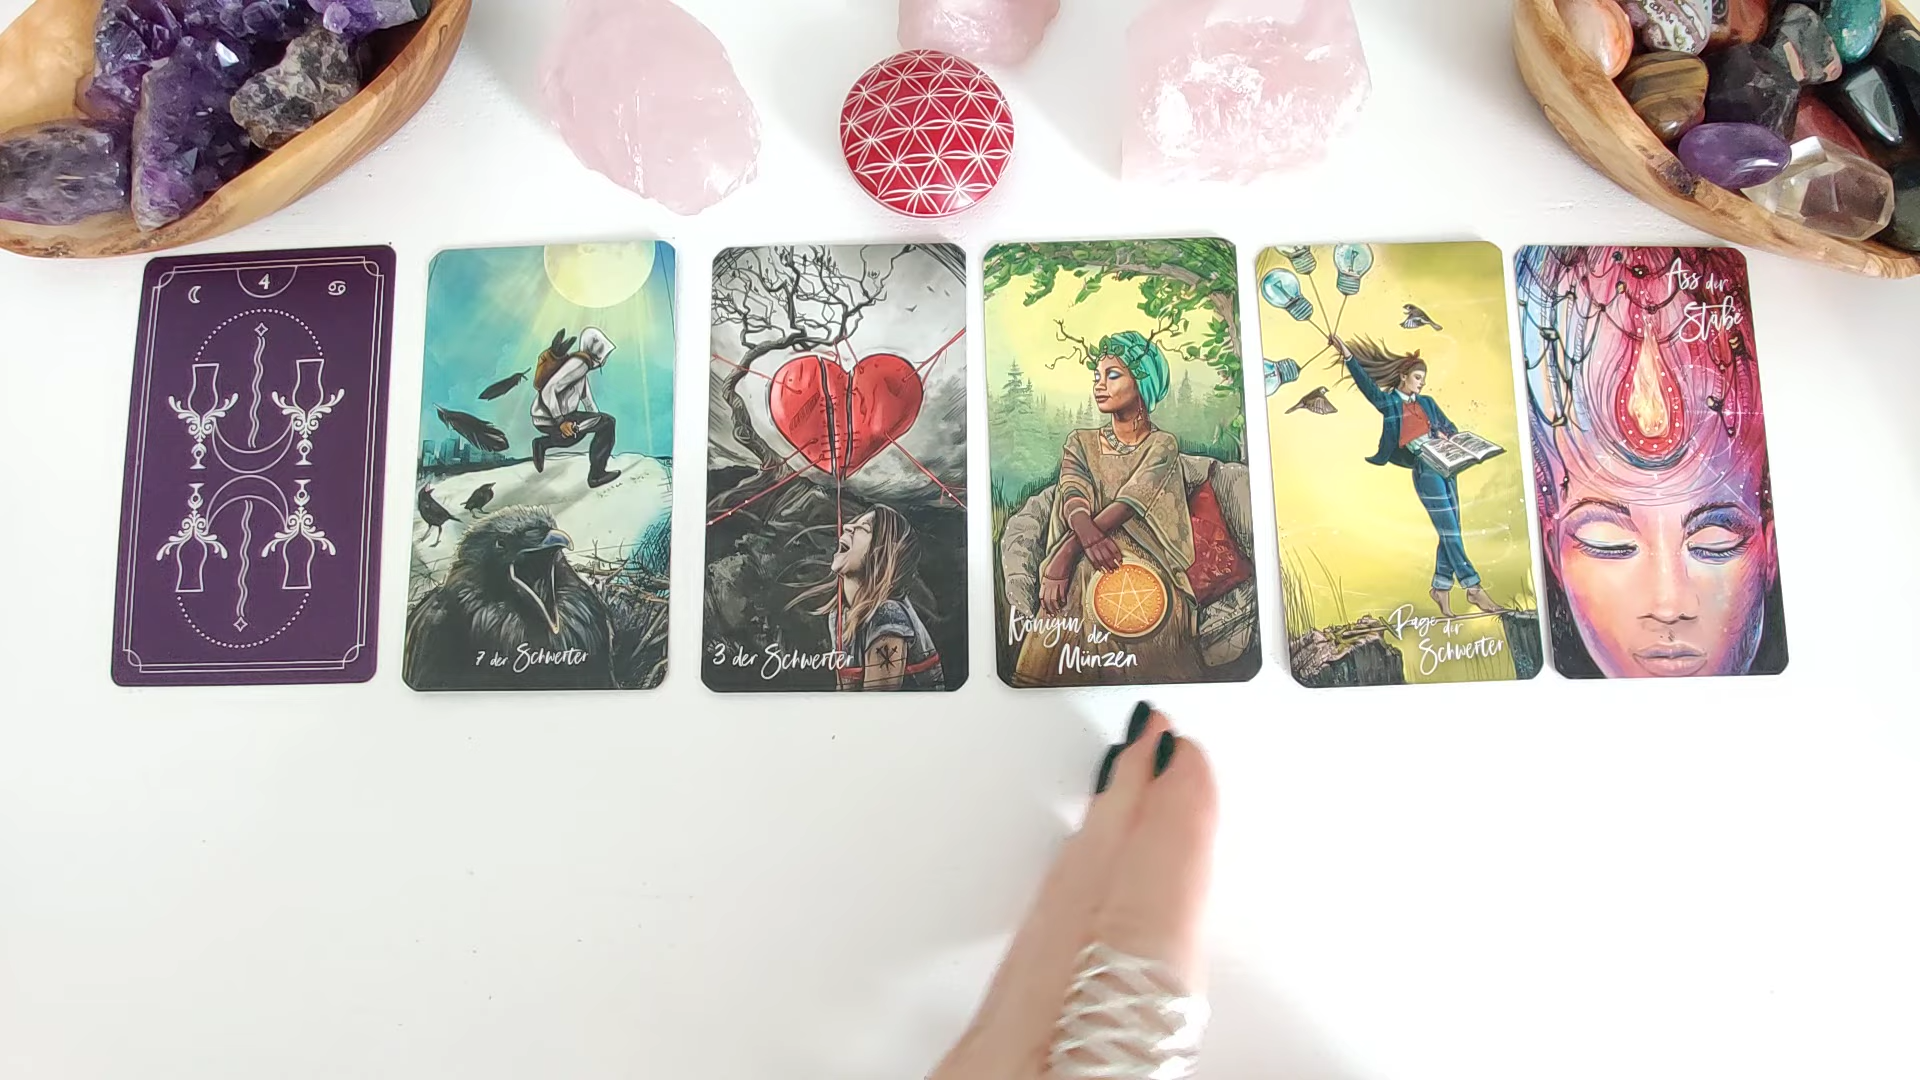 4
7 der Schwerter
3 der Schwerter
Königin der
Münzen
Page der
Schwerter
Ass der
Stäbe